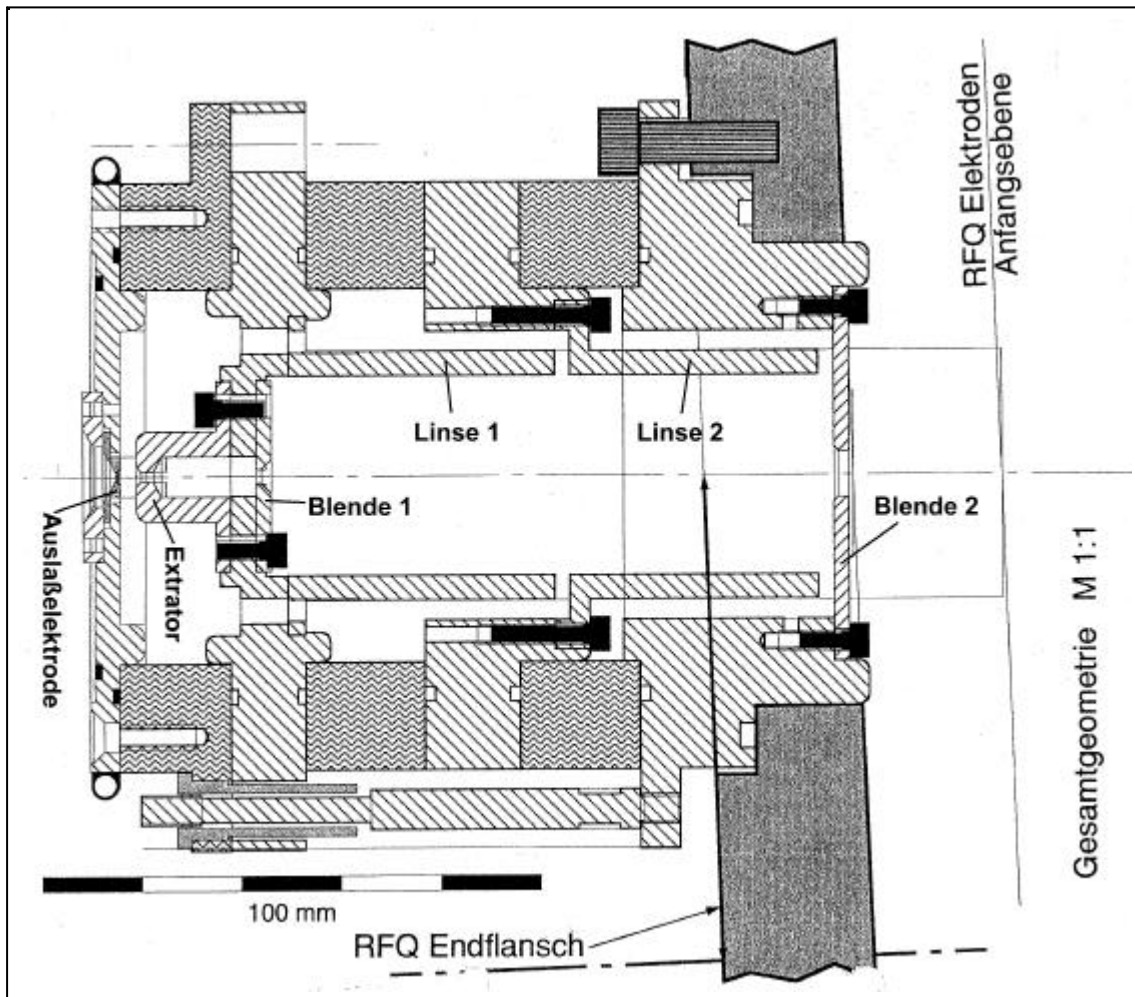 RFQ Elektroden
Anfangsebene
Linse 1
Linse 2
Blende 1
Blende 2
Auslaßelektrode
Extrator
100 mm
RFQ Endflansch
Gesamtgeometrie M 1:1